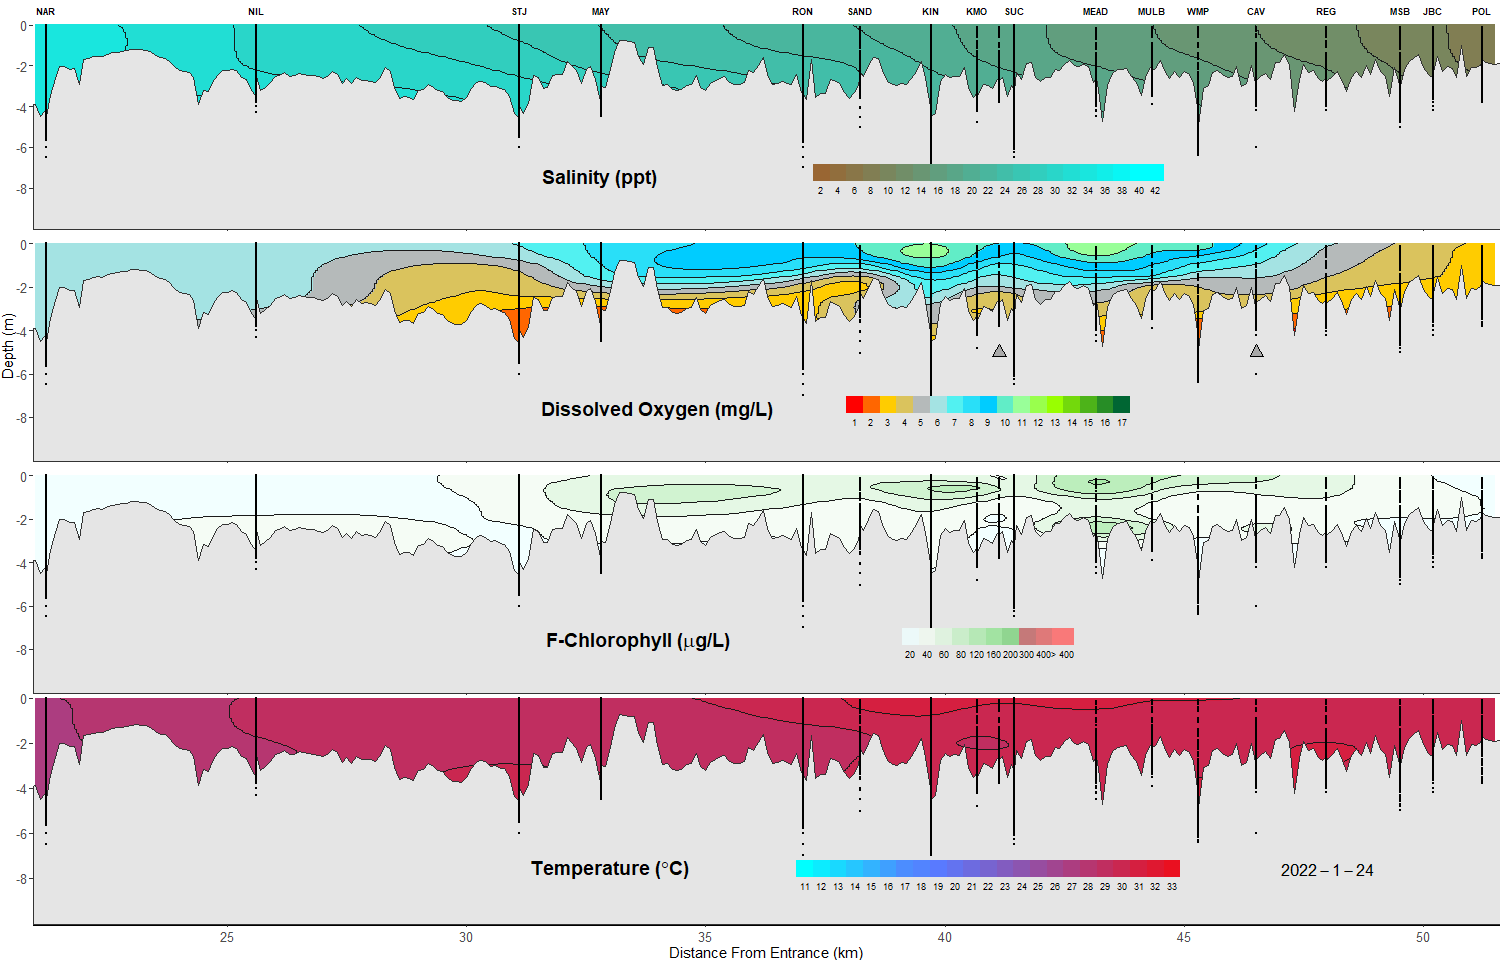 NAR NIL STJ MAY RON SAND KIN KMO SUC MEAD MULB WMP CAV REG MSB JBC POL
0
-2
-4
-6
-8
Salinity (ppt)
2 4 6 8 10 12 14 16 18 20 22 24 26 28 30 32 34 36 38 40 42
0
-2
-4
-6
-8
Depth (m)
Dissolved Oxygen (mg/L)
1 2 3 4 5 6 7 8 9 10 11 12 13 14 15 16 17
0
-2
-4
-6
-8
F-Chlorophyll (μg/L)
20 40 60 80 120 160 200 300 400> 400
0
-2
-4
-6
-8
Temperature (°C)
11 12 13 14 15 16 17 18 19 20 21 22 23 24 25 26 27 28 29 30 31 32 33
2022 – 1 – 24
25 30 35 40 45 50
Distance From Entrance (km)